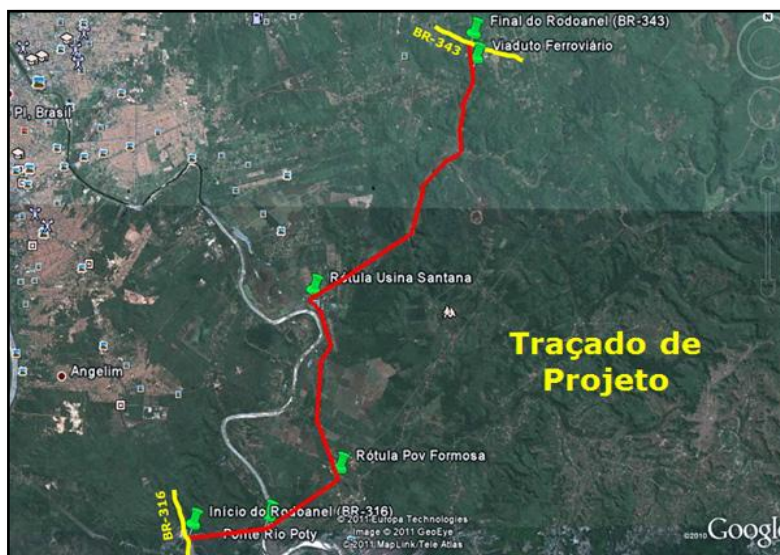 Final do Rodoanel (BR-343)
BR-343
Viaduto Ferroviário
N
Pi, Brasil
Rótula Usina Santana
Traçado de
Projeto
Angelim
Rótula Pov Formosa
BR-316
Início do Rodoanel (BR-316)
Ponte Rio Poty
© 2011 Europa Technologies
Image © 2011 GeoEye
© 2011 MapLink/Tele Atlas
©2010 Google